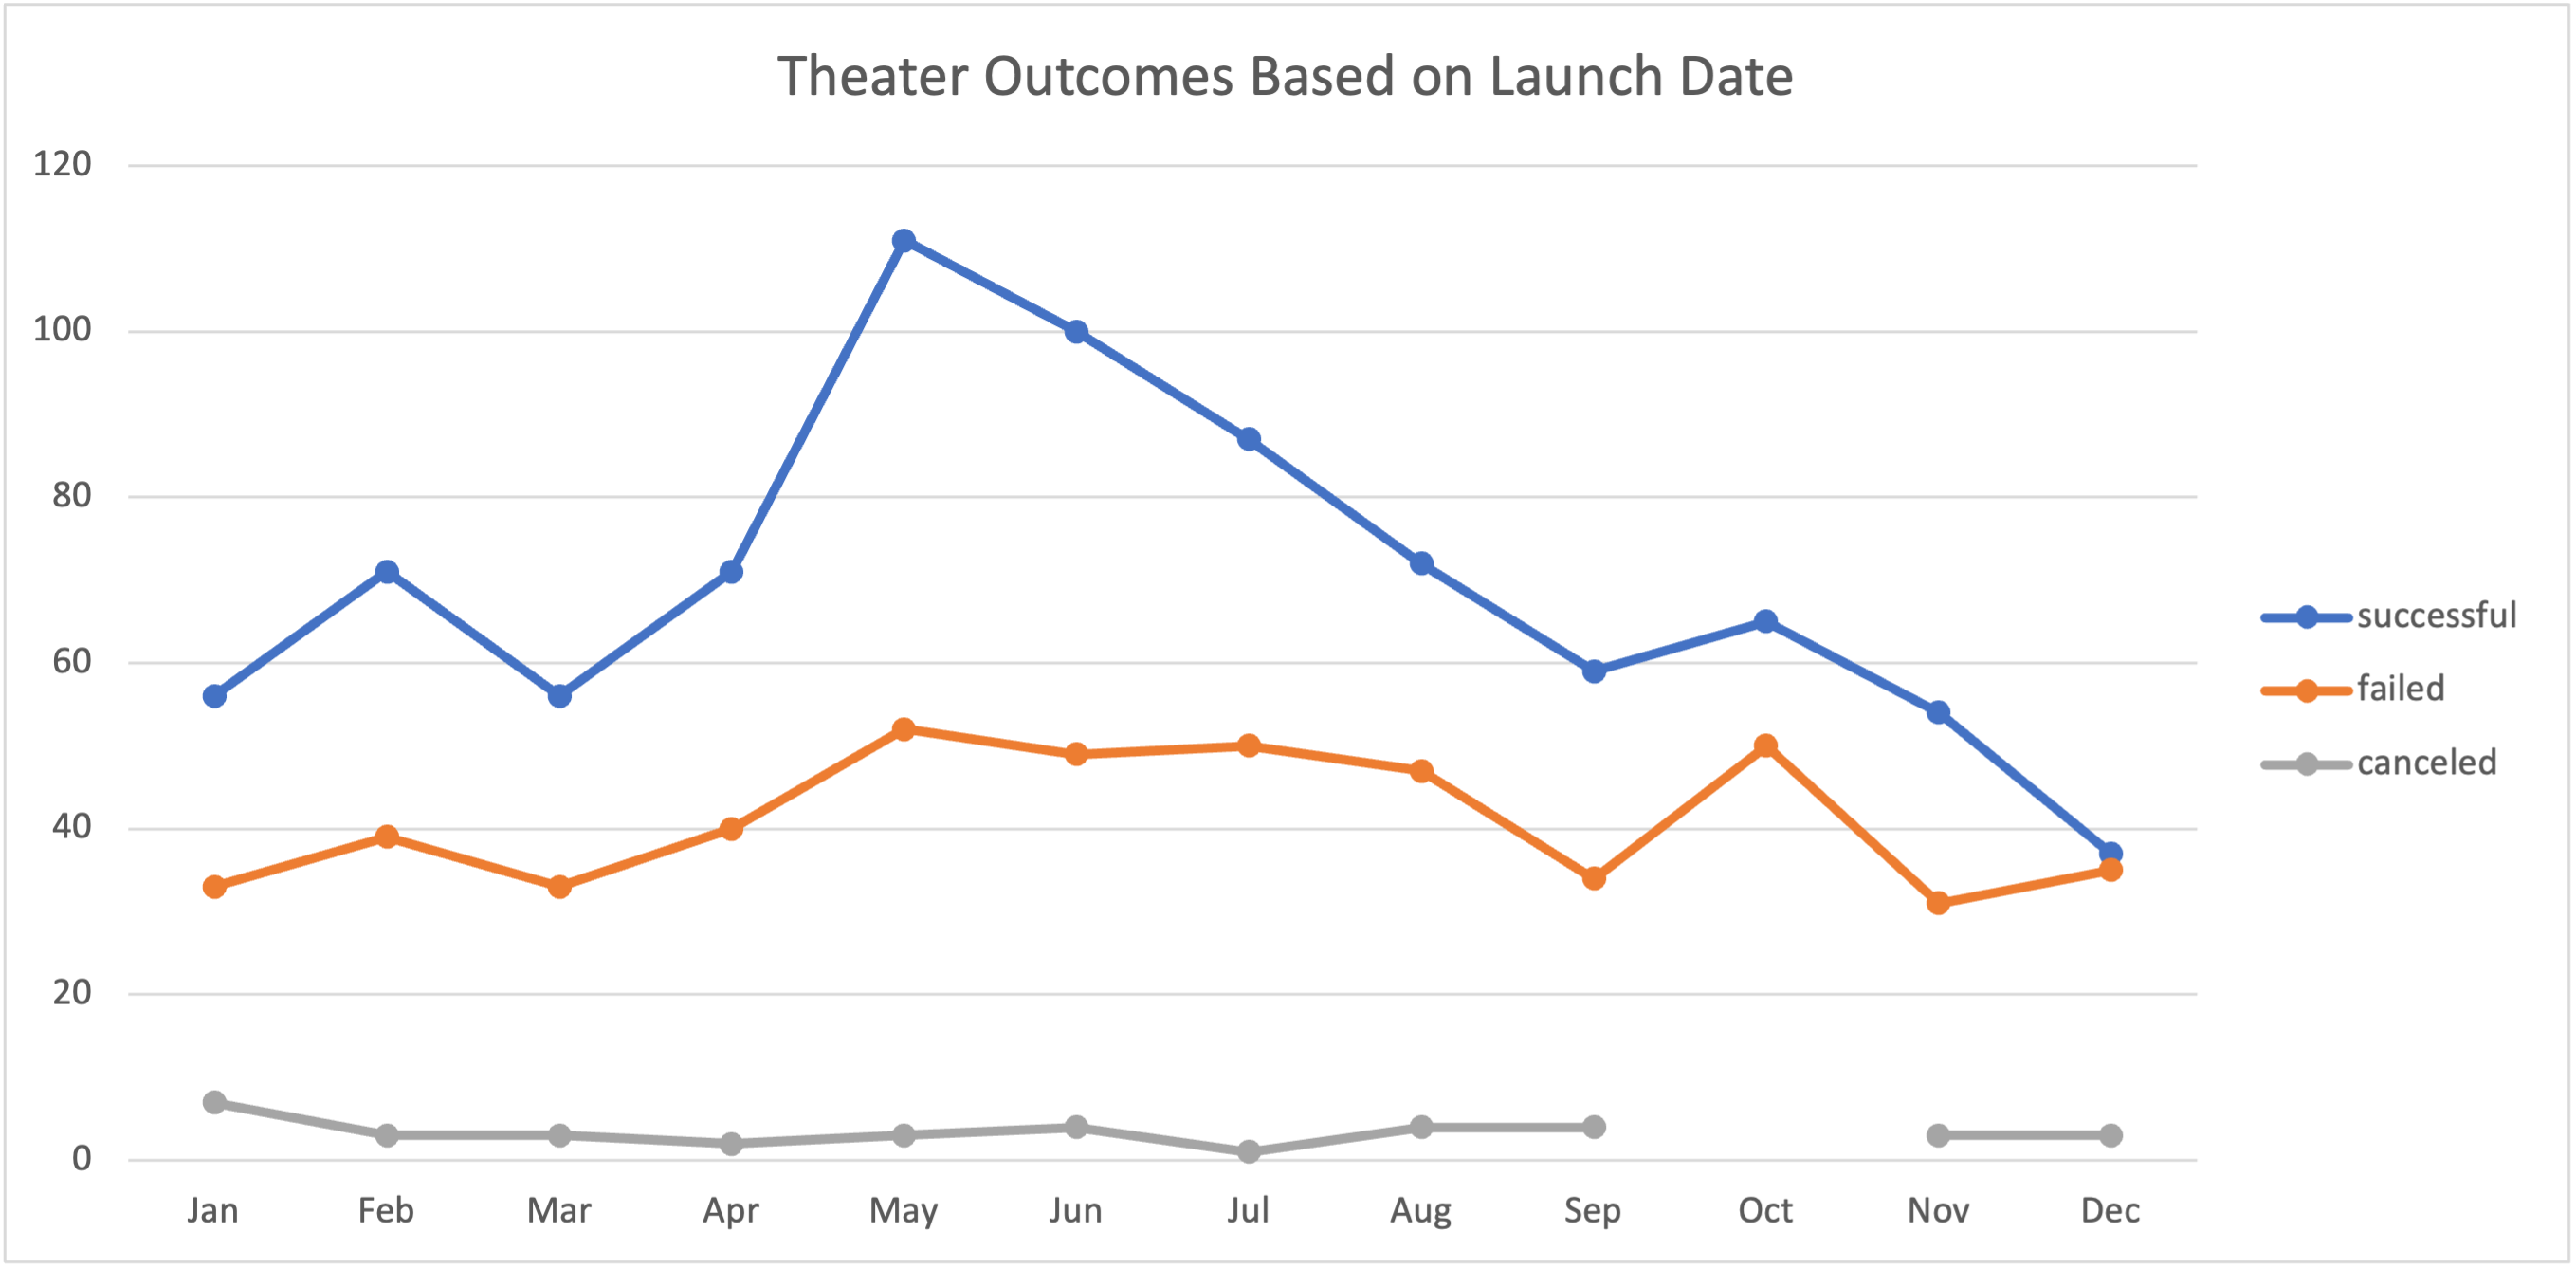 Theater Outcomes Based on Launch Date
120
100
80
60
40
20
0
Jan Feb Mar Apr May Jun Jul Aug Sep Oct Nov Dec
successful
failed
canceled